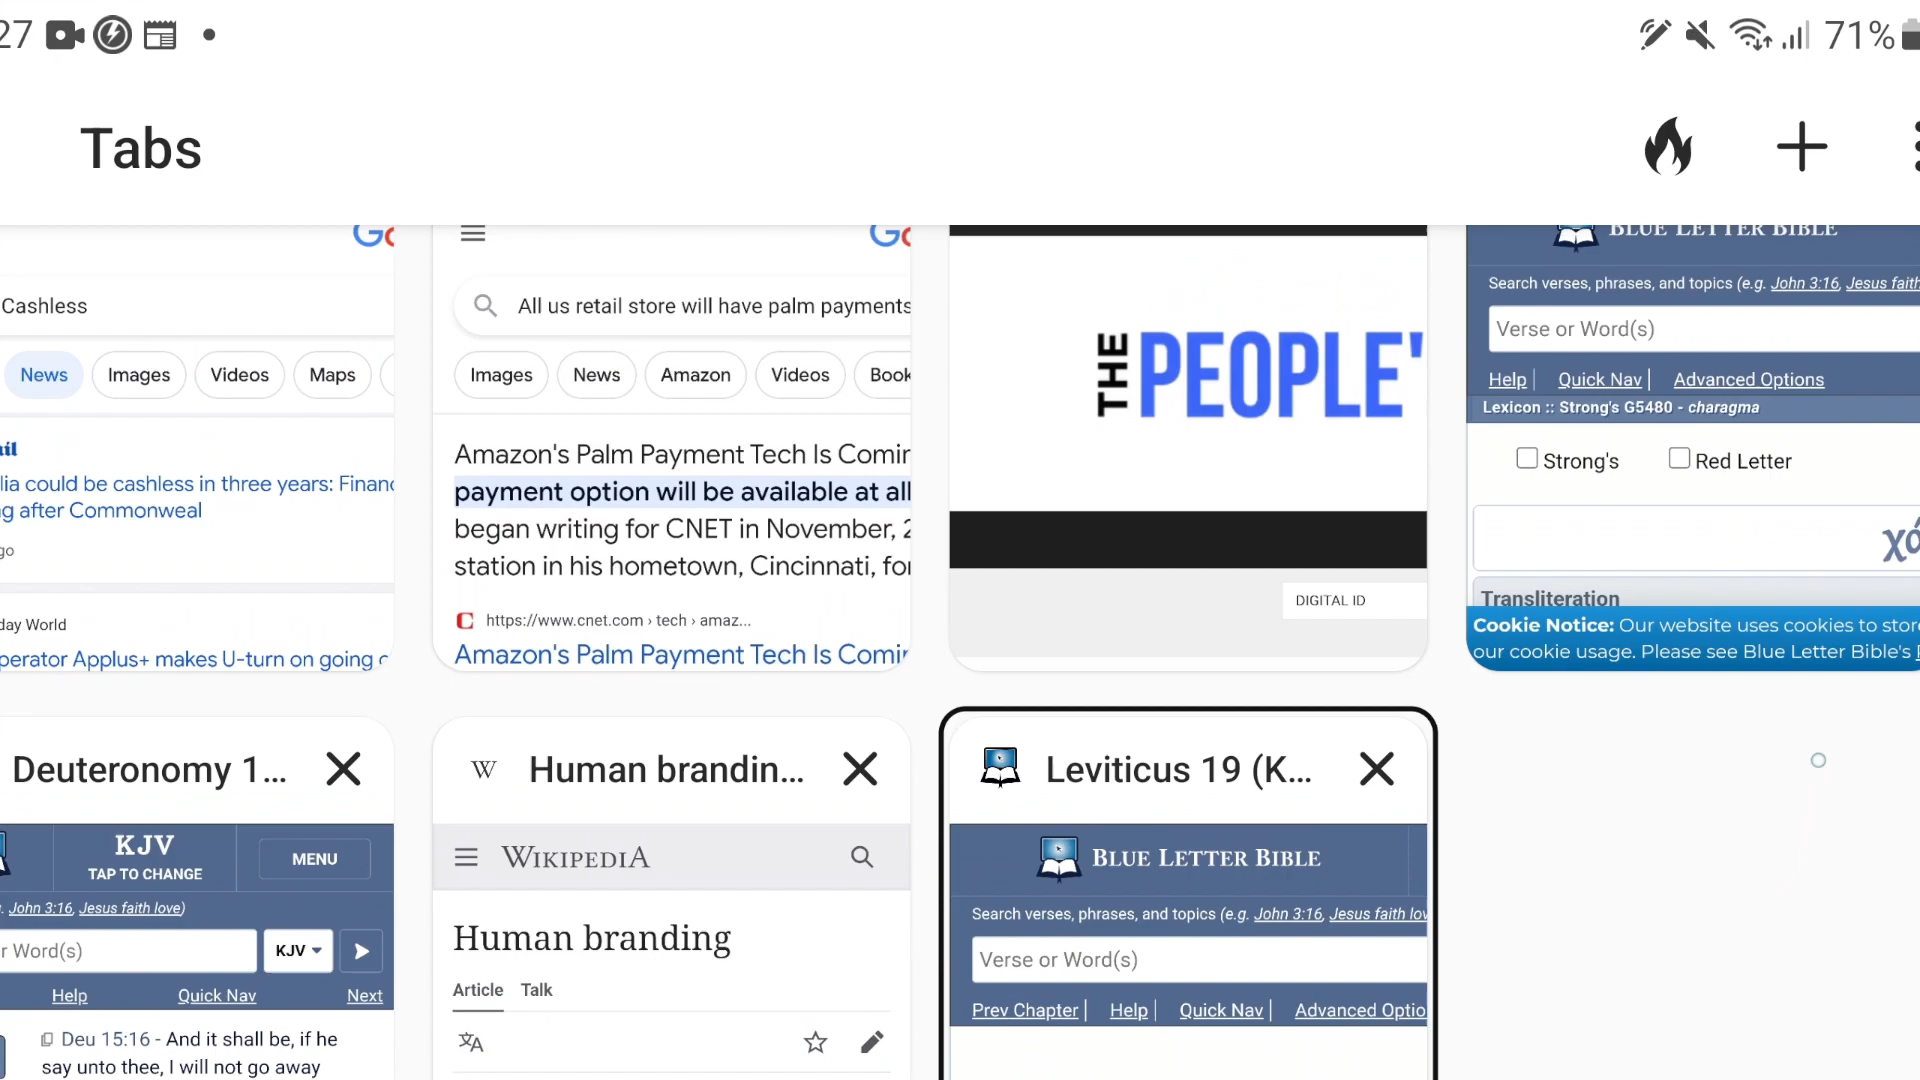 27
71%
Tabs
Go
Cashless
News
Images
Videos
Maps
ail
lia could be cashless in three years: Financ
g after Commonweal
go
day World
perator Applus+ makes U-turn on going c
Go
All us retail store will have palm payments
Images
News
Amazon
Videos
Book
Amazon's Palm Payment Tech Is Comin
payment option will be available at all
began writing for CNET in November, 2
station in his hometown, Cincinnati, for
https://www.cnet.com › tech › amaz...
Amazon's Palm Payment Tech Is Comin
THE PEOPLE'
DIGITAL ID
BLUE LETTER BIBLE
Search verses, phrases, and topics (e.g. John 3:16, Jesus faith
Verse or Word(s)
Help | Quick Nav | Advanced Options
Lexicon :: Strong's G5480 - charagma
Strong's
Red Letter
χά
Transliteration
Cookie Notice: Our website uses cookies to store
our cookie usage. Please see Blue Letter Bible's P
Deuteronomy 1...
KJV
TAP TO CHANGE
MENU
. John 3:16, Jesus faith love)
r Word(s)
KJV
Help
Quick Nav
Next
Deu 15:16 - And it shall be, if he
say unto thee, I will not go away
W
Human brandin...
WIKIPEDIA
Human branding
Article
Talk
Leviticus 19 (K...
BLUE LETTER BIBLE
Search verses, phrases, and topics (e.g. John 3:16, Jesus faith lov
Verse or Word(s)
Prev Chapter | Help | Quick Nav | Advanced Optio